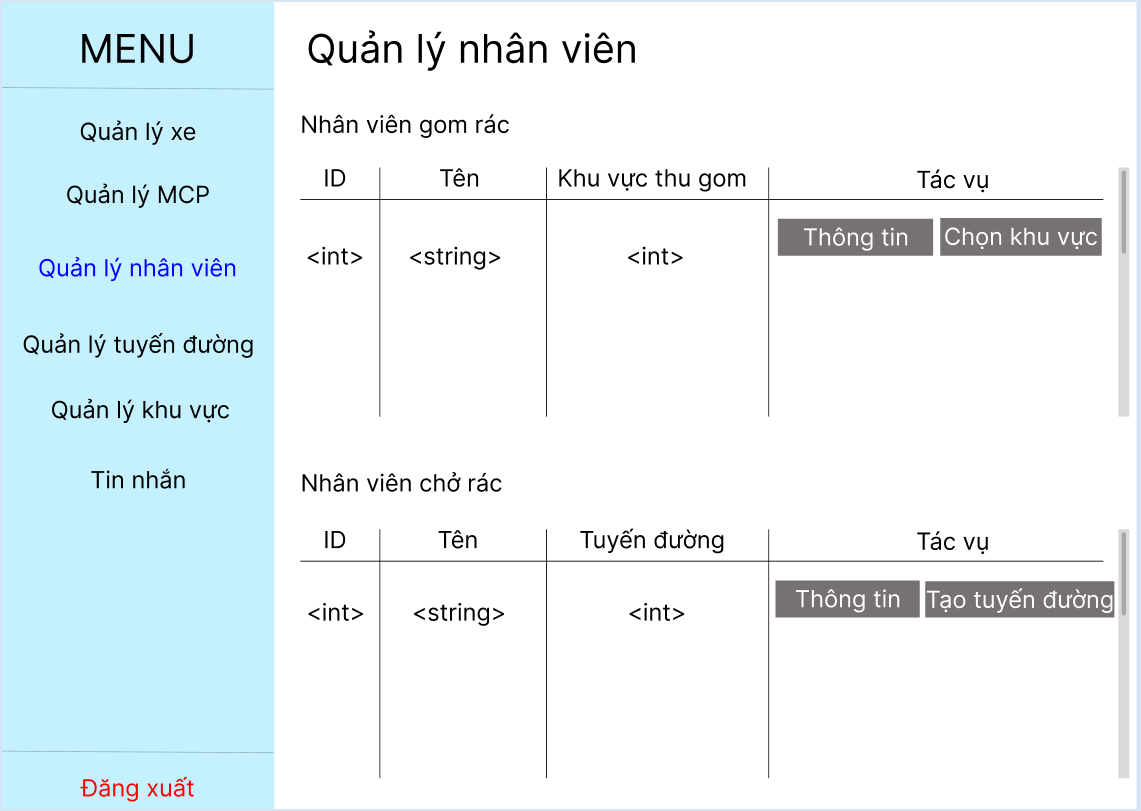 MENU
Quản lý xe
Quản lý MCP
Quản lý nhân viên
Quản lý tuyến đường
Quản lý khu vực
Tin nhắn
Đăng xuất
Quản lý nhân viên
Nhân viên gom rác
ID Tên Khu vực thu gom Tác vụ
<int> <string> <int> Thông tin Chọn khu vực
Nhân viên chở rác
ID Tên Tuyến đường Tác vụ
<int> <string> <int> Thông tin Tạo tuyến đường